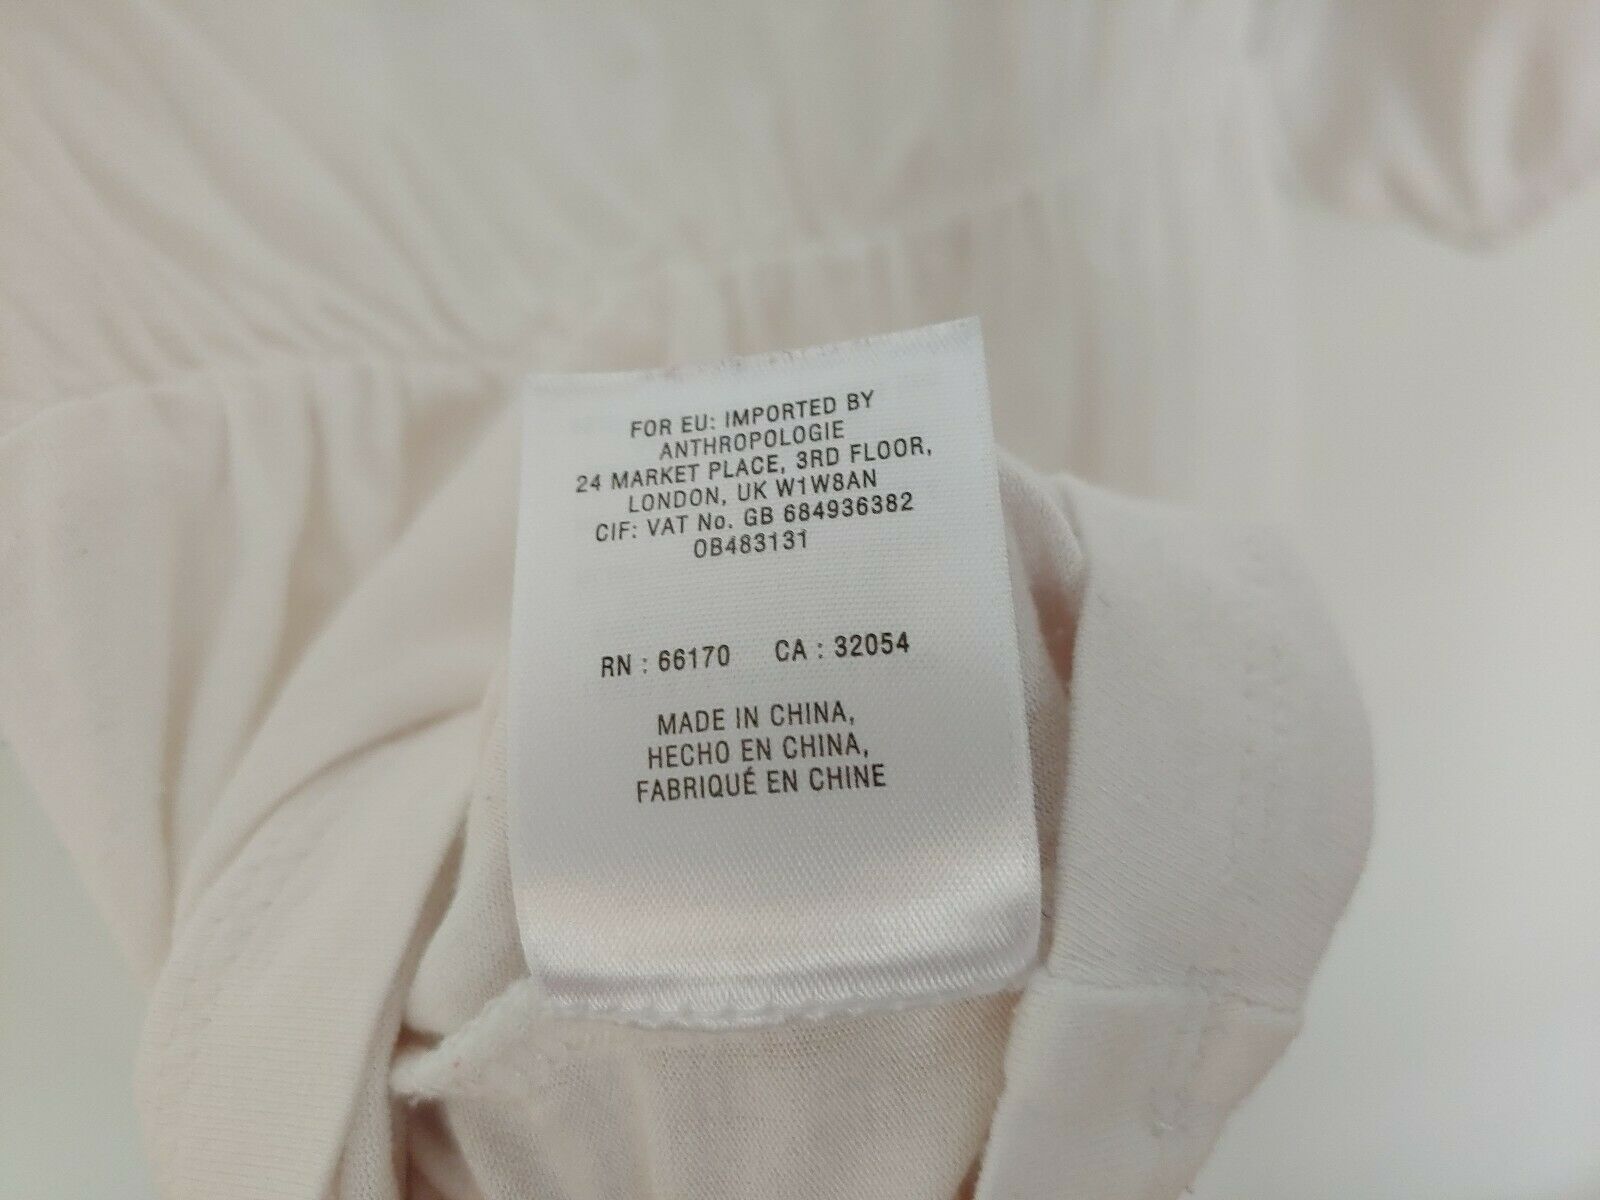 FOR EU: IMPORTED BY
ANTHROPOLOGIE
24 MARKET PLACE, 3RD FLOOR,
LONDON, UK W1W8AN
CIF: VAT No. GB 684936382
OB483131
RN : 66170 CA : 32054
MADE IN CHINA,
HECHO EN CHINA,
FABRIQUÉ EN CHINE